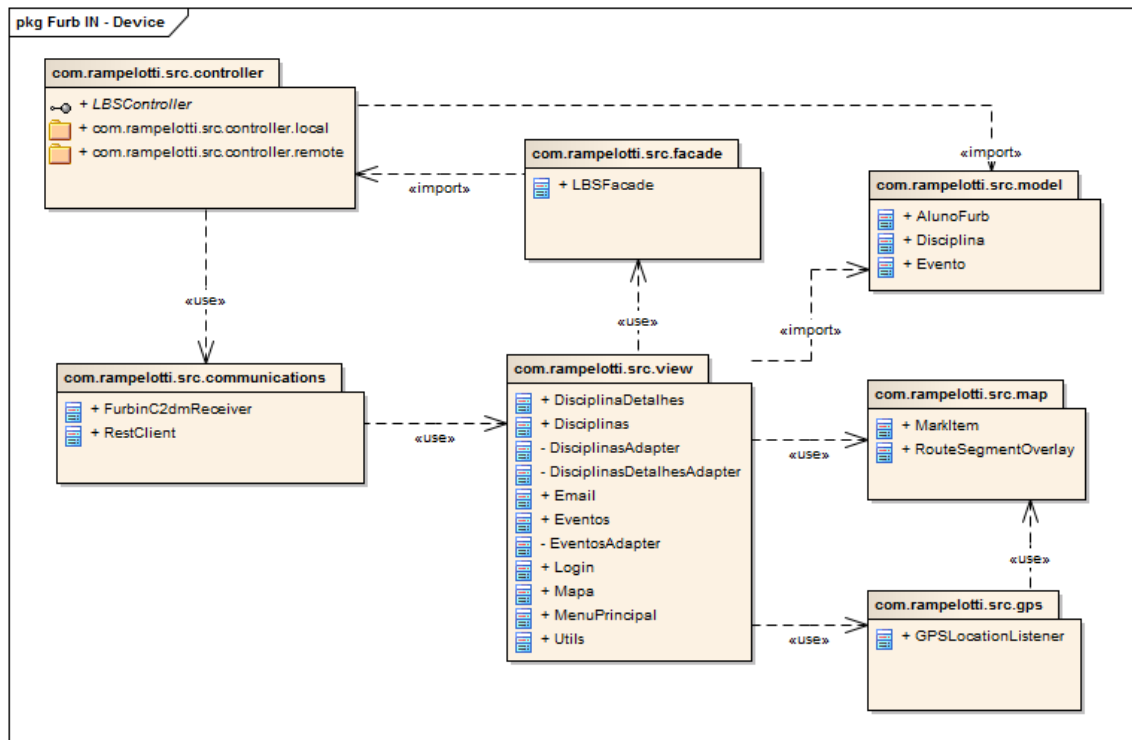 pkg Furb IN - Device
com.rampelotti.src.controller
+ LBSController
+ com.rampelotti.src.controller.local
+ com.rampelotti.src.controller.remote
«import»
com.rampelotti.src.facade
+ LBSFacade
«import»
com.rampelotti.src.model
+ AlunoFurb
+ Disciplina
+ Evento
«use»
«use»
«import»
com.rampelotti.src.communications
+ FurbinC2dmReceiver
+ RestClient
«use»
com.rampelotti.src.view
+ DisciplinaDetalhes
+ Disciplinas
- DisciplinasAdapter
- DisciplinasDetalhesAdapter
+ Email
+ Eventos
- EventosAdapter
+ Login
+ Mapa
+ MenuPrincipal
+ Utils
«use»
com.rampelotti.src.map
+ MarkItem
+ RouteSegmentOverlay
«use»
«use»
com.rampelotti.src.gps
+ GPSLocationListener